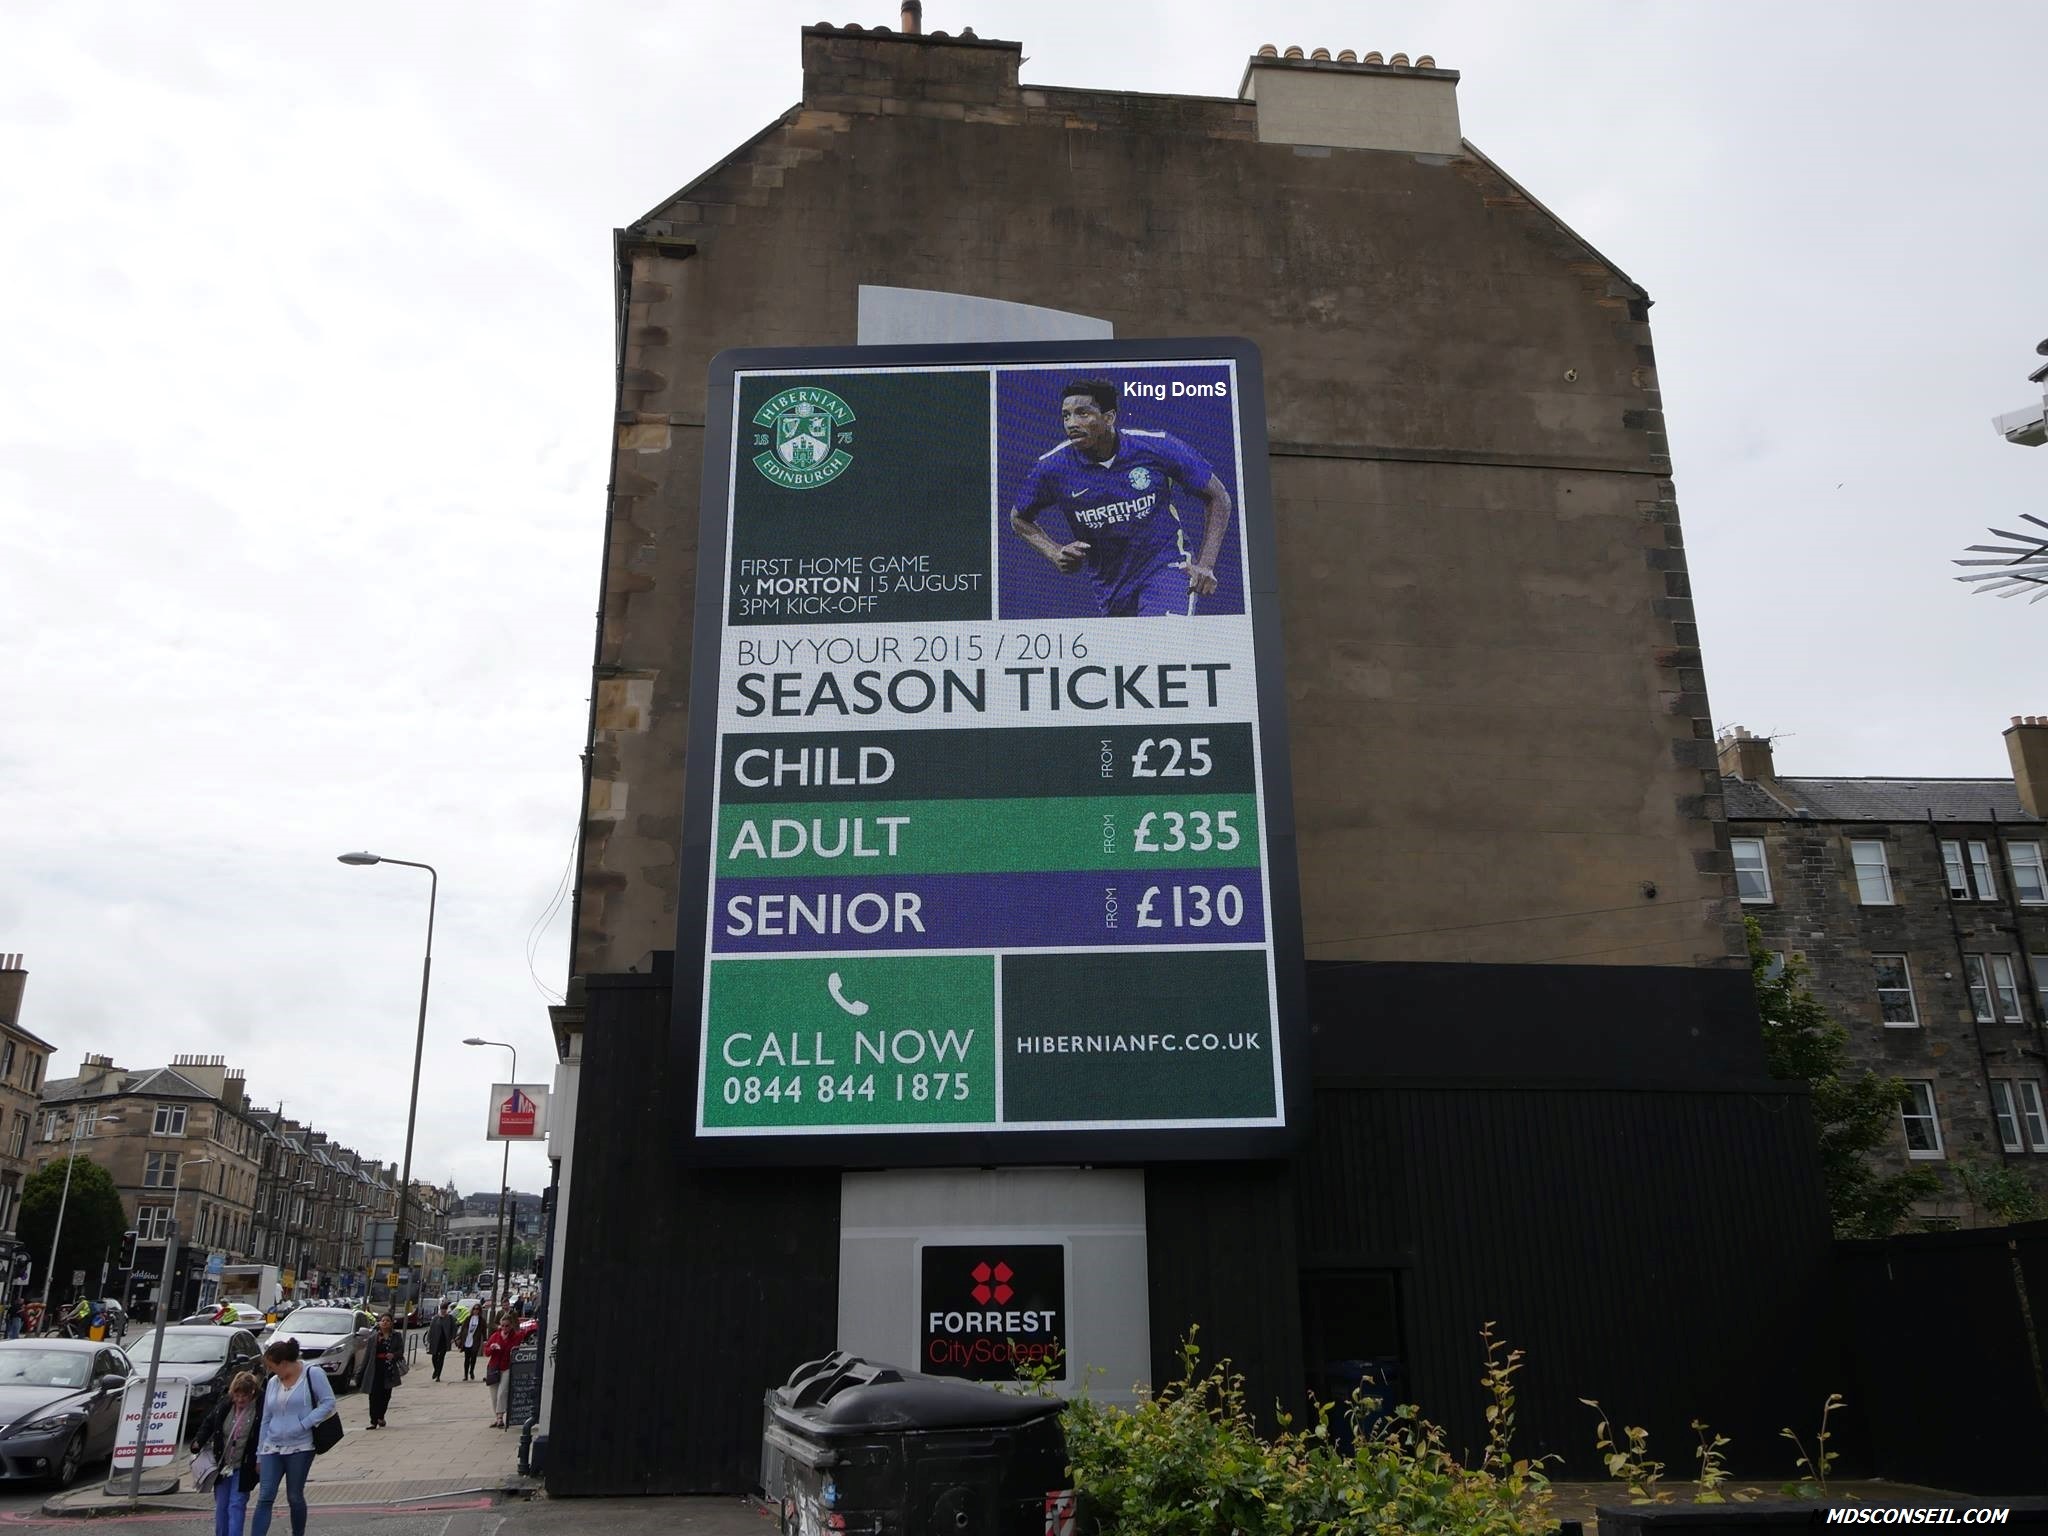 King DomS
HIBERNIAN
18 75
EDINBURGH
MARATHON
BET
FIRST HOME GAME
v MORTON 15 AUGUST
3PM KICK-OFF
BUY YOUR 2015 / 2016
SEASON TICKET
CHILD FROM £25
ADULT FROM £335
SENIOR FROM £130
CALL NOW
0844 844 1875
HIBERNIANFC.CO.UK
FORREST
CityScreen
MORTGAGE
SHOP
Cafe
MDSCONSEIL.COM